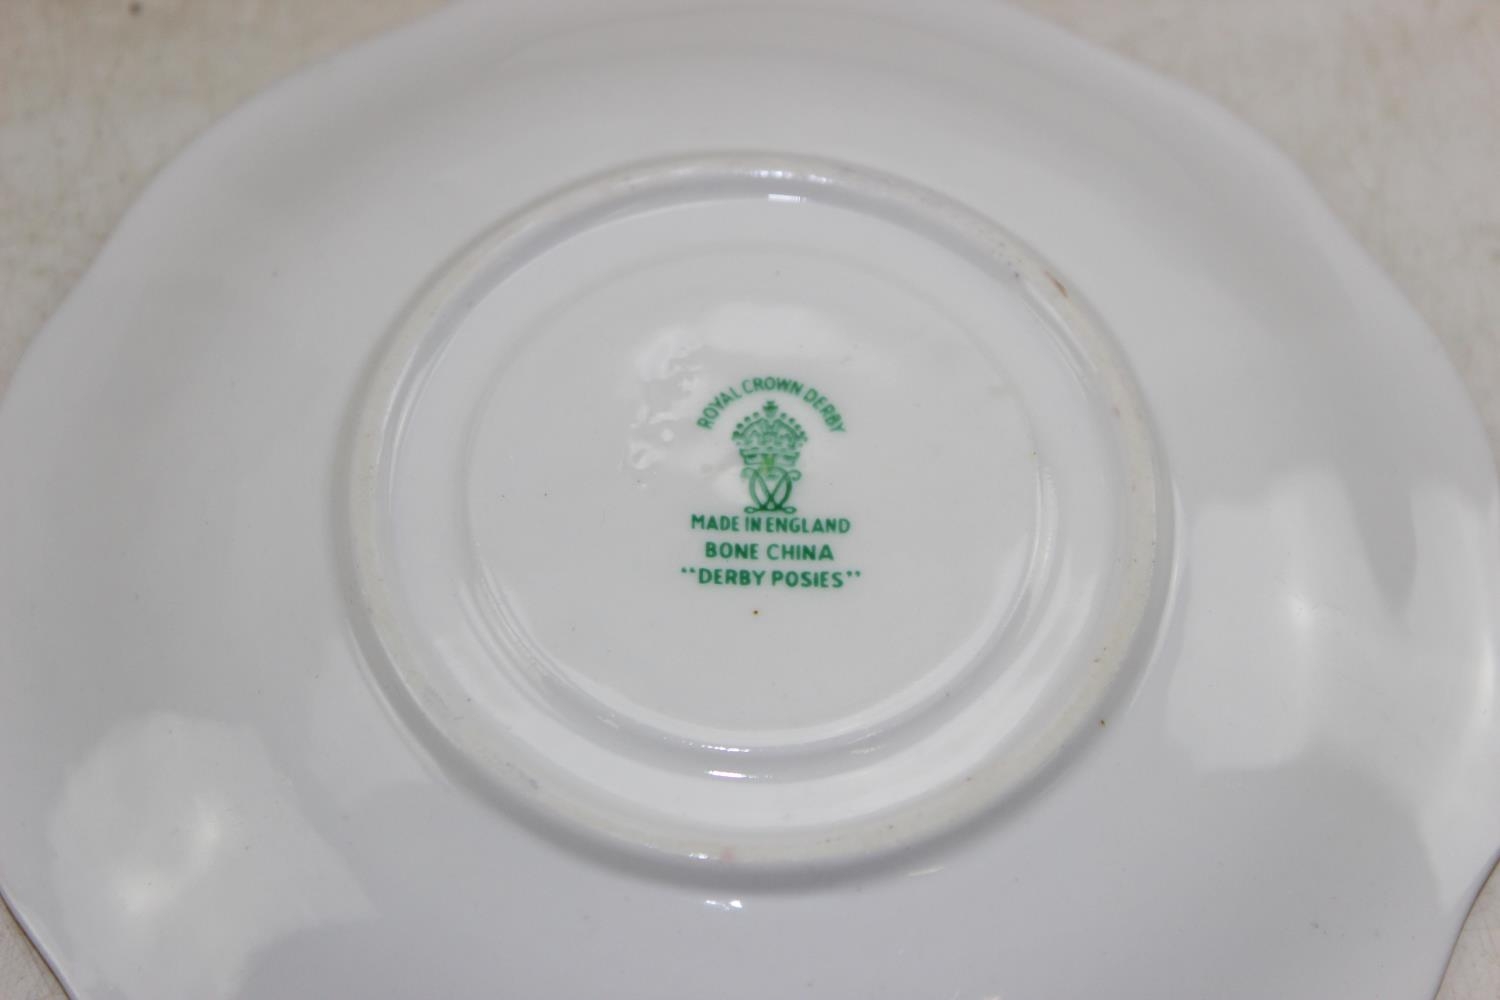 ROYAL CROWN DERBY
MADE IN ENGLAND
BONE CHINA
“DERBY POSIES”